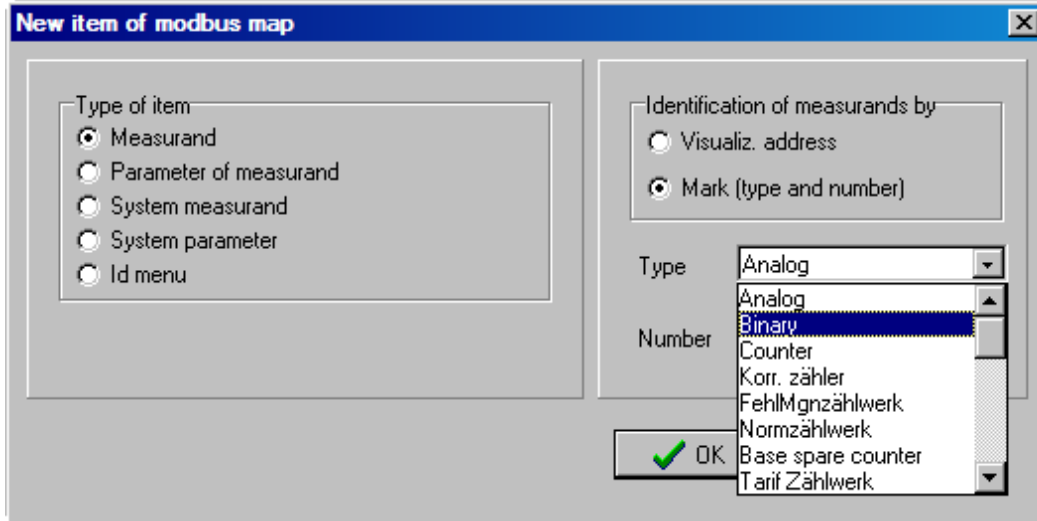 New item of modbus map
Type of item
Measurand
Parameter of measurand
System measurand
System parameter
Id menu
Identification of measurands by
Visualiz. address
Mark (type and number)
Type
Analog
Number
Analog
Binary
Counter
Korr. zähler
FehlMgnzählwerk
Normzählwerk
Base spare counter
Tarif Zählwerk
OK